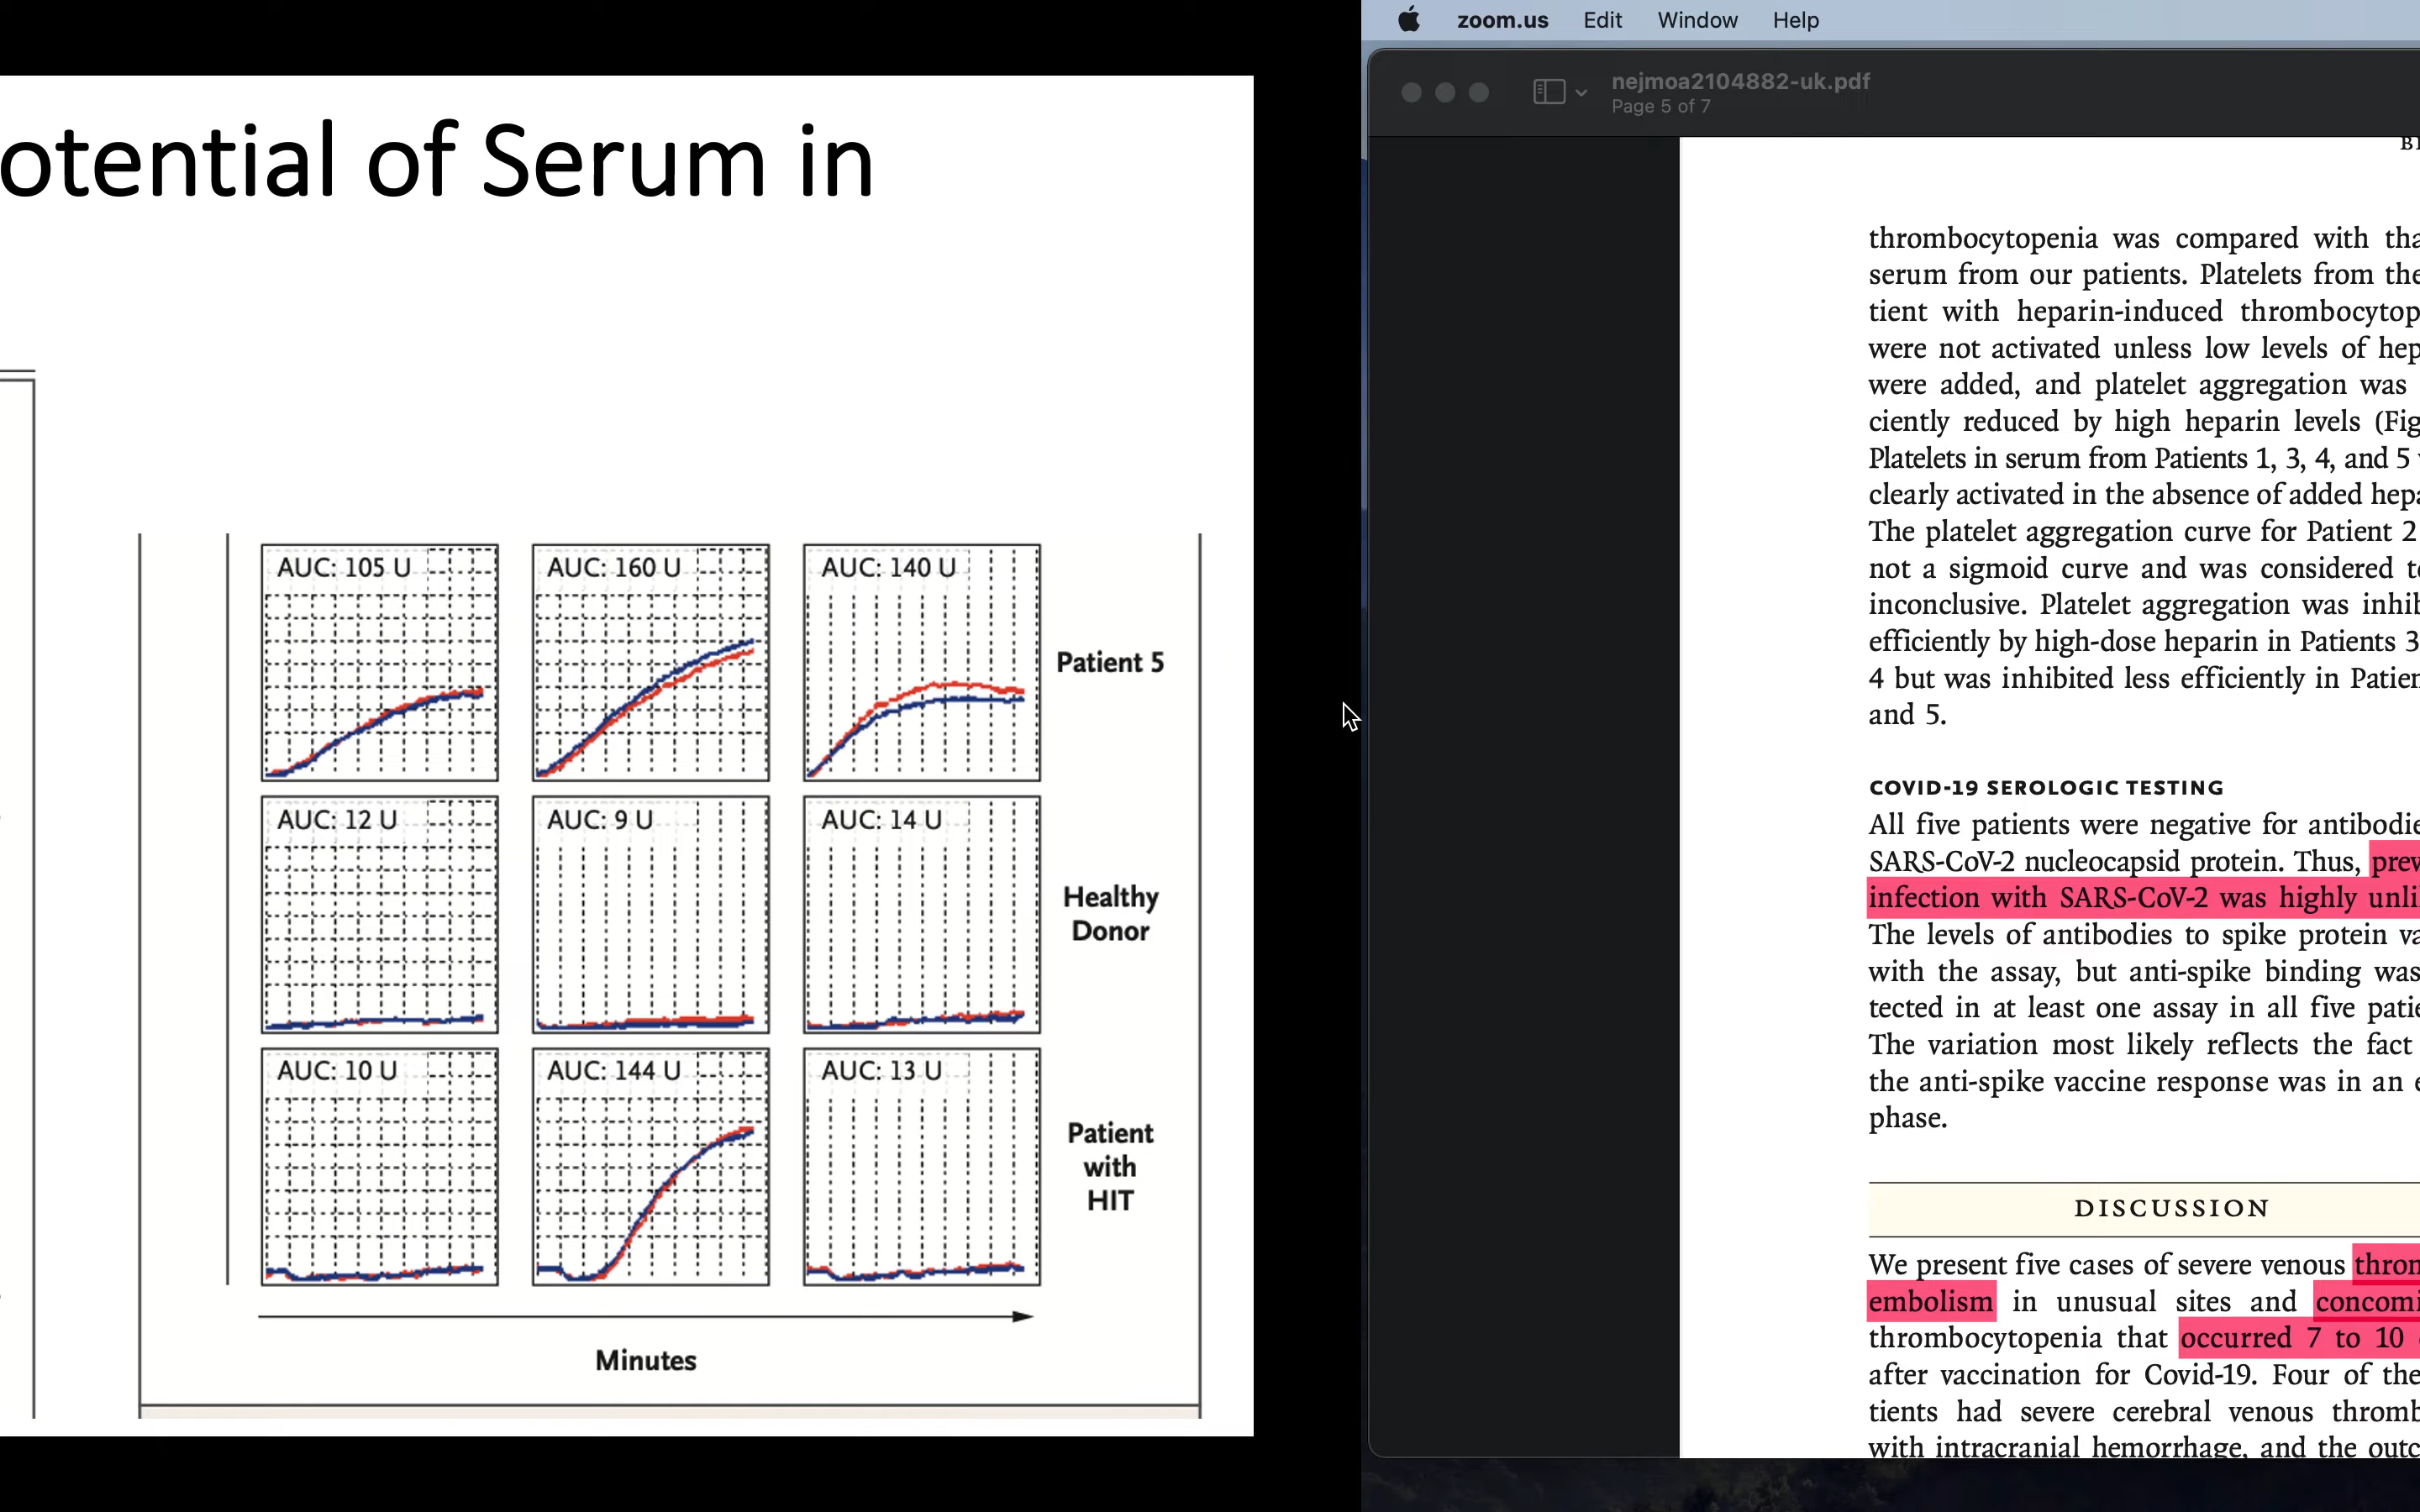 otential of Serum in
AUC: 105 U
AUC: 160 U
AUC: 140 U
Patient 5
AUC: 12 U
AUC: 9 U
AUC: 14 U
Healthy
Donor
AUC: 10 U
AUC: 144 U
AUC: 13 U
Patient
with
HIT
Minutes
zoom.us Edit Window Help
nejmoa2104882-uk.pdf
Page 5 of 7
thrombocytopenia was compared with tha
serum from our patients. Platelets from the
tient with heparin-induced thrombocytop
were not activated unless low levels of hep
were added, and platelet aggregation was
ciently reduced by high heparin levels (Fig
Platelets in serum from Patients 1, 3, 4, and 5
clearly activated in the absence of added hepa
The platelet aggregation curve for Patient 2
not a sigmoid curve and was considered to
inconclusive. Platelet aggregation was inhib
efficiently by high-dose heparin in Patients 3
4 but was inhibited less efficiently in Patien
and 5.
COVID-19 SEROLOGIC TESTING
All five patients were negative for antibodie
SARS-CoV-2 nucleocapsid protein. Thus, prev
infection with SARS-CoV-2 was highly unli
The levels of antibodies to spike protein va
with the assay, but anti-spike binding was
tected in at least one assay in all five patie
The variation most likely reflects the fact
the anti-spike vaccine response was in an e
phase.
DISCUSSION
We present five cases of severe venous throm
embolism in unusual sites and concomi
thrombocytopenia that occurred 7 to 10
after vaccination for Covid-19. Four of the
tients had severe cerebral venous thromb
with intracranial hemorrhage, and the outc